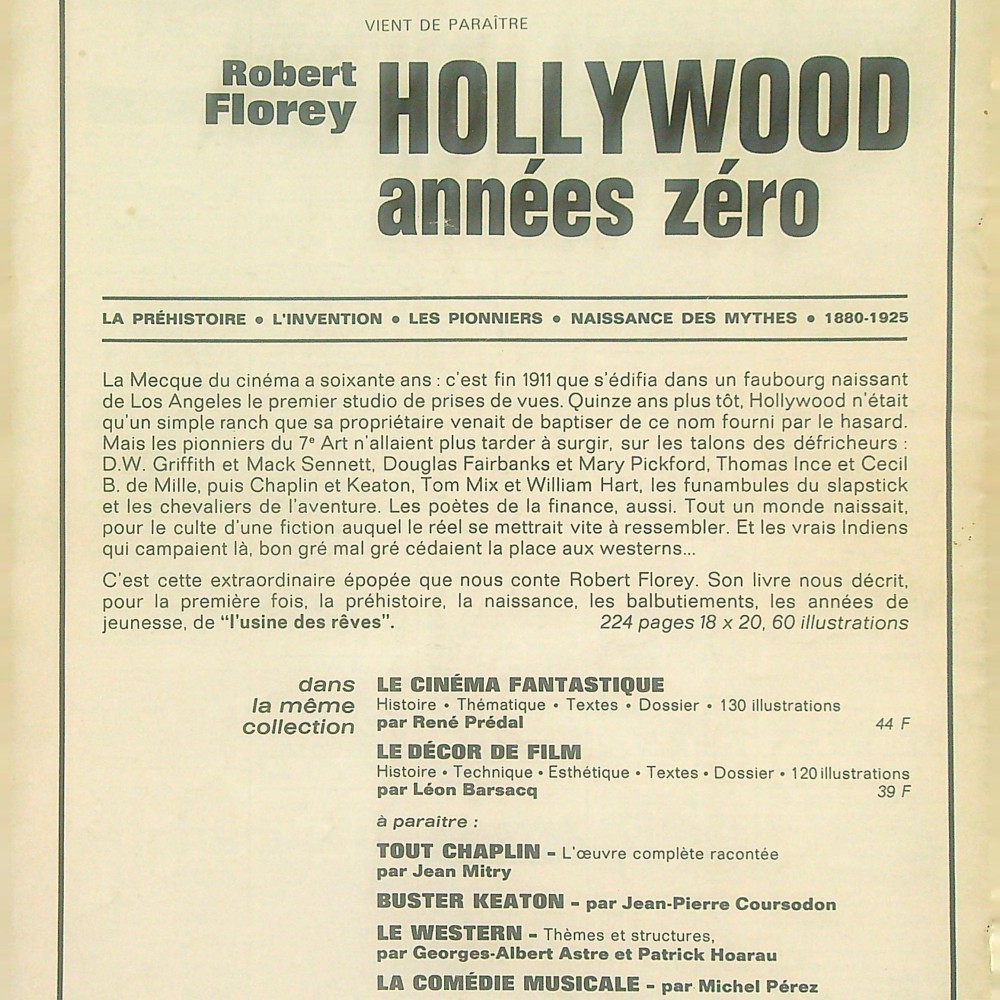 VIENT DE PARAÎTRE
Robert
Florey
HOLLYWOOD
années zéro
LA PRÉHISTOIRE • L'INVENTION • LES PIONNIERS • NAISSANCE DES MYTHES • 1880-1925
La Mecque du cinéma a soixante ans : c'est fin 1911 que s'édifia dans un faubourg naissant
de Los Angeles le premier studio de prises de vues. Quinze ans plus tôt, Hollywood n'était
qu'un simple ranch que sa propriétaire venait de baptiser de ce nom fourni par le hasard.
Mais les pionniers du 7e Art n'allaient plus tarder à surgir, sur les talons des défricheurs :
D.W. Griffith et Mack Sennett, Douglas Fairbanks et Mary Pickford, Thomas Ince et Cecil
B. de Mille, puis Chaplin et Keaton, Tom Mix et William Hart, les funambules du slapstick
et les chevaliers de l'aventure. Les poètes de la finance, aussi. Tout un monde naissait,
pour le culte d'une fiction auquel le réel se mettrait vite à ressembler. Et les vrais Indiens
qui campaient là, bon gré mal gré cédaient la place aux westerns...
C'est cette extraordinaire épopée que nous conte Robert Florey. Son livre nous décrit,
pour la première fois, la préhistoire, la naissance, les balbutiements, les années de
jeunesse, de "l'usine des rêves". 224 pages 18 x 20, 60 illustrations
dans
la même
collection
LE CINÉMA FANTASTIQUE
Histoire • Thématique • Textes • Dossier • 130 illustrations
par René Prédal 44 F
LE DÉCOR DE FILM
Histoire • Technique • Esthétique • Textes • Dossier • 120 illustrations
par Léon Barsacq 39 F
à paraître :
TOUT CHAPLIN - L'œuvre complète racontée
par Jean Mitry
BUSTER KEATON - par Jean-Pierre Coursodon
LE WESTERN - Thèmes et structures,
par Georges-Albert Astre et Patrick Hoarau
LA COMÉDIE MUSICALE - par Michel Pérez